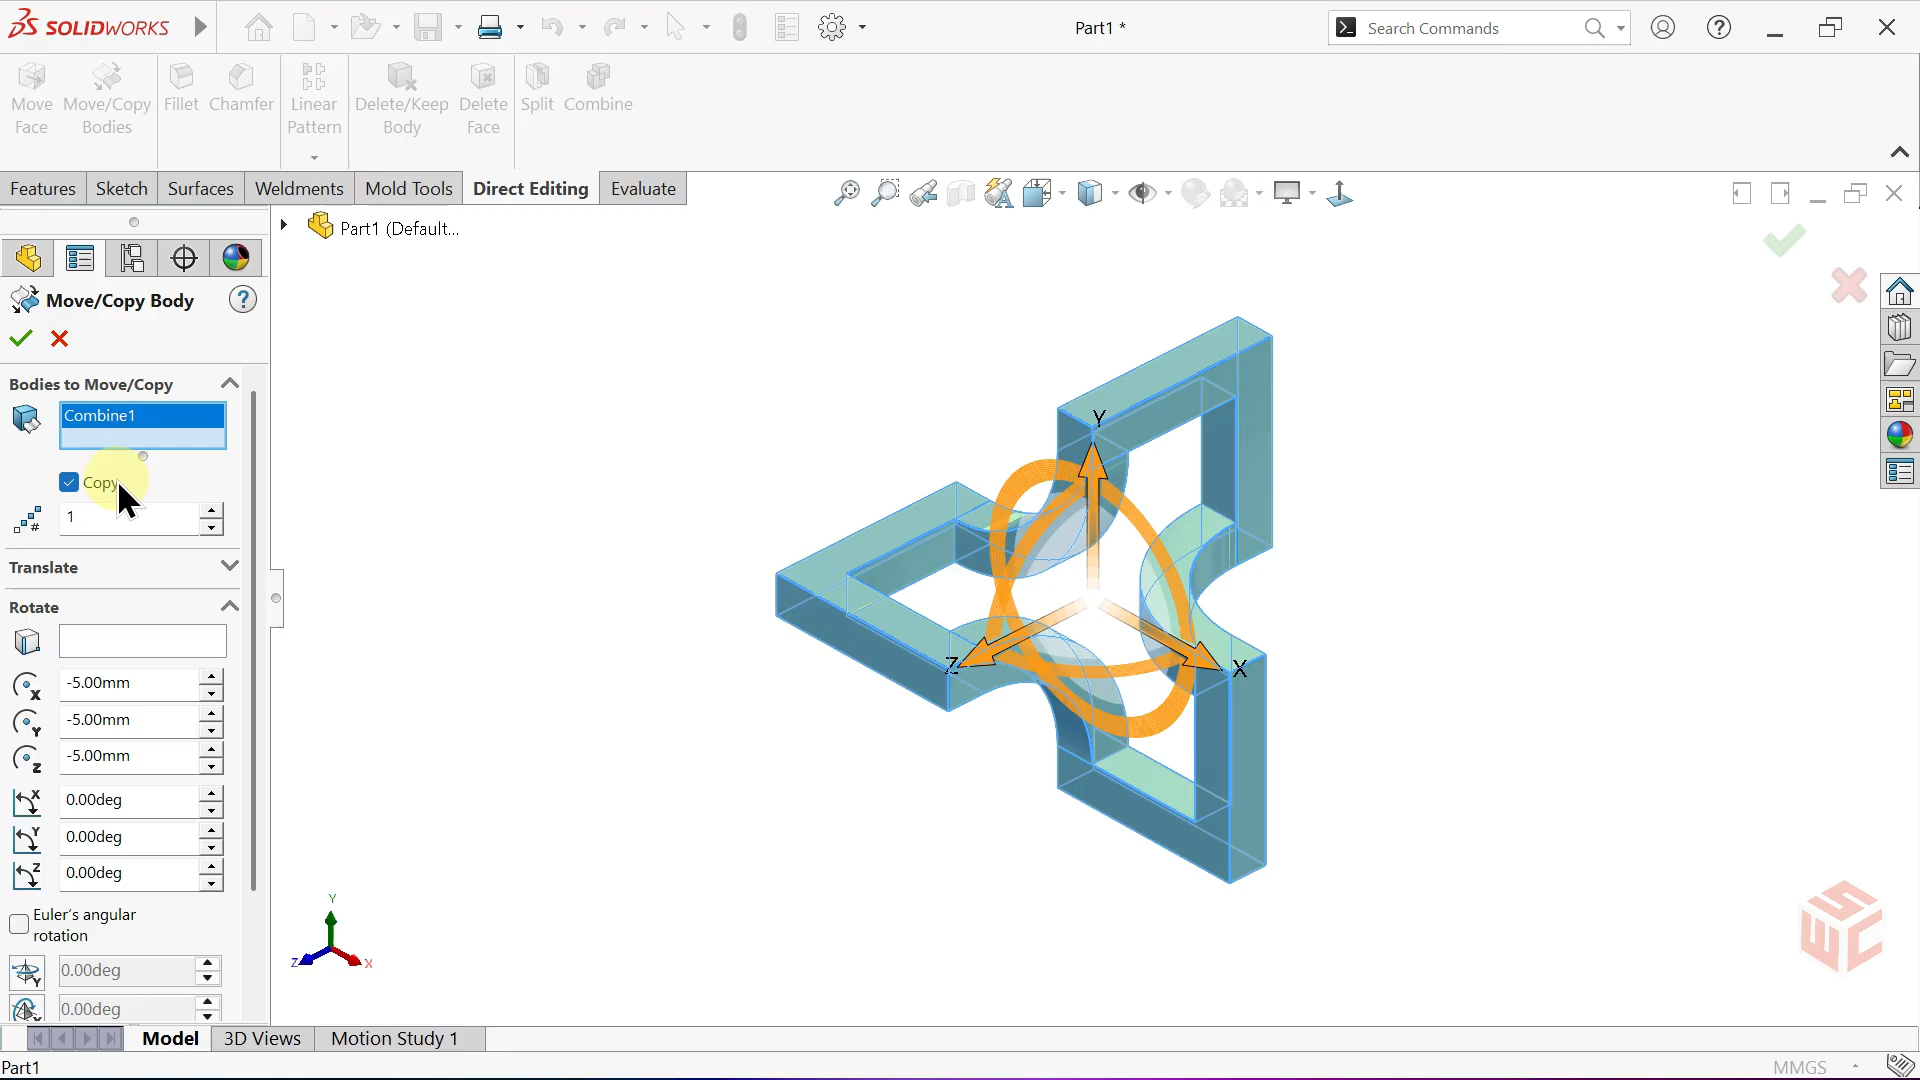 SOLIDWORKS
Part1 *
Search Commands
Move Face
Move/Copy Bodies
Fillet
Chamfer
Linear Pattern
Delete/Keep Body
Delete Face
Split
Combine
Features
Sketch
Surfaces
Weldments
Mold Tools
Direct Editing
Evaluate
Part1 (Default...
Move/Copy Body
Bodies to Move/Copy
Combine1
Copy
1
Translate
Rotate
-5.00mm
-5.00mm
-5.00mm
0.00deg
0.00deg
0.00deg
Euler's angular
rotation
0.00deg
0.00deg
Y
Z
X
Y
Z
X
Model
3D Views
Motion Study 1
Part1
MMGS